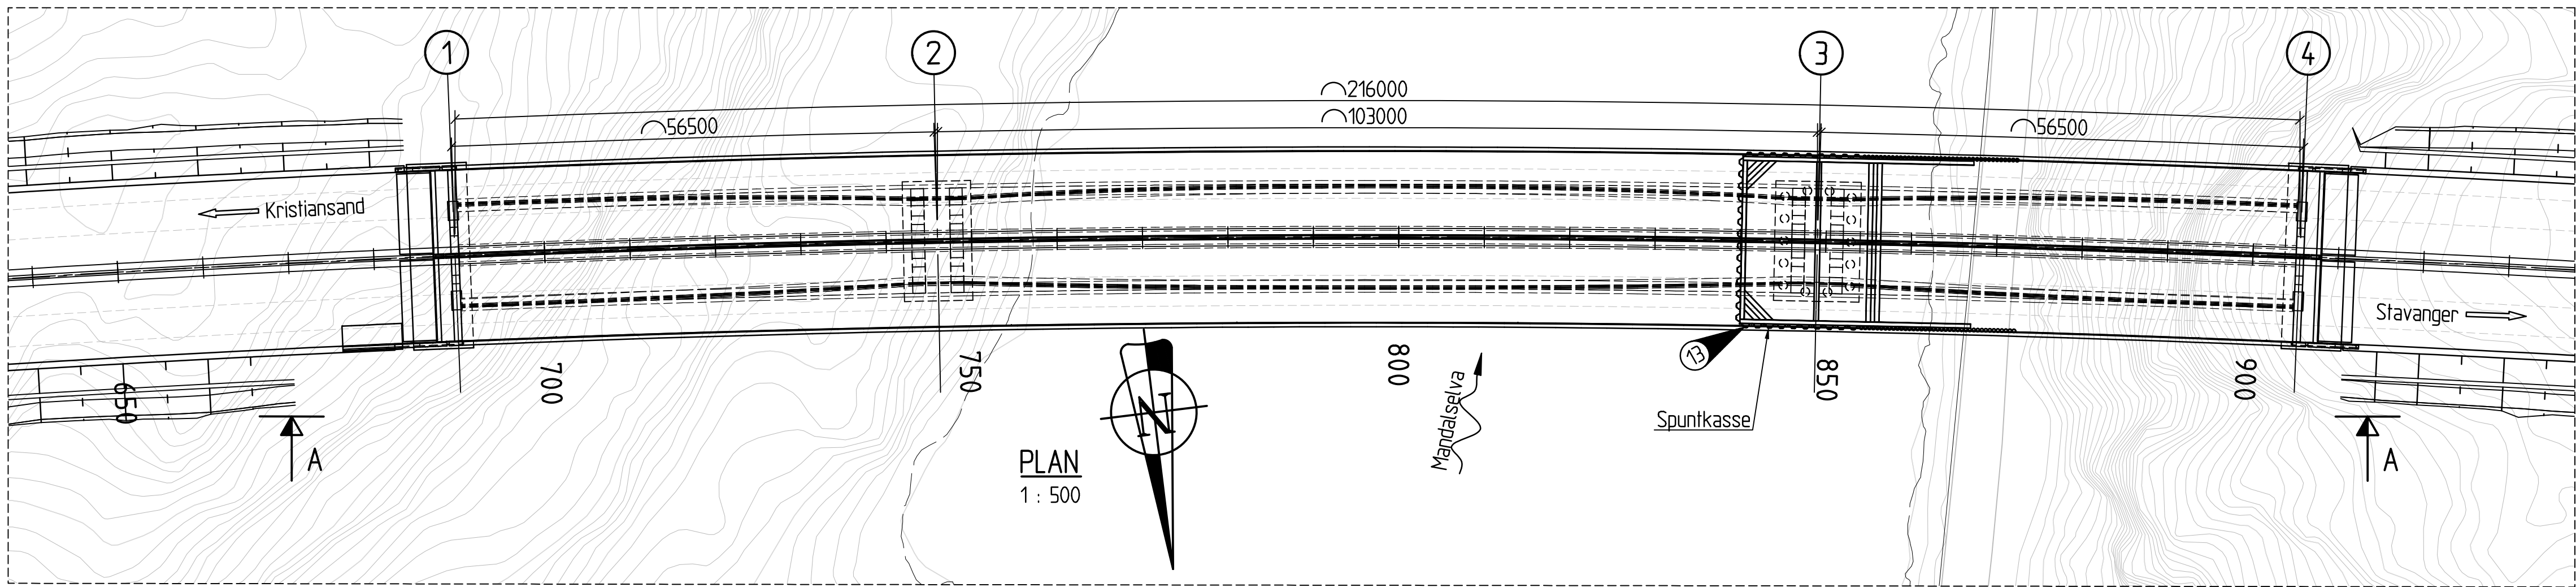 1
2
3
4
⌒216000
⌒56500
⌒103000
⌒56500
Kristiansand
Stavanger
13
650
700
750
800
850
900
Mandalselva
Spuntkasse
N
A
A
PLAN
1 : 500